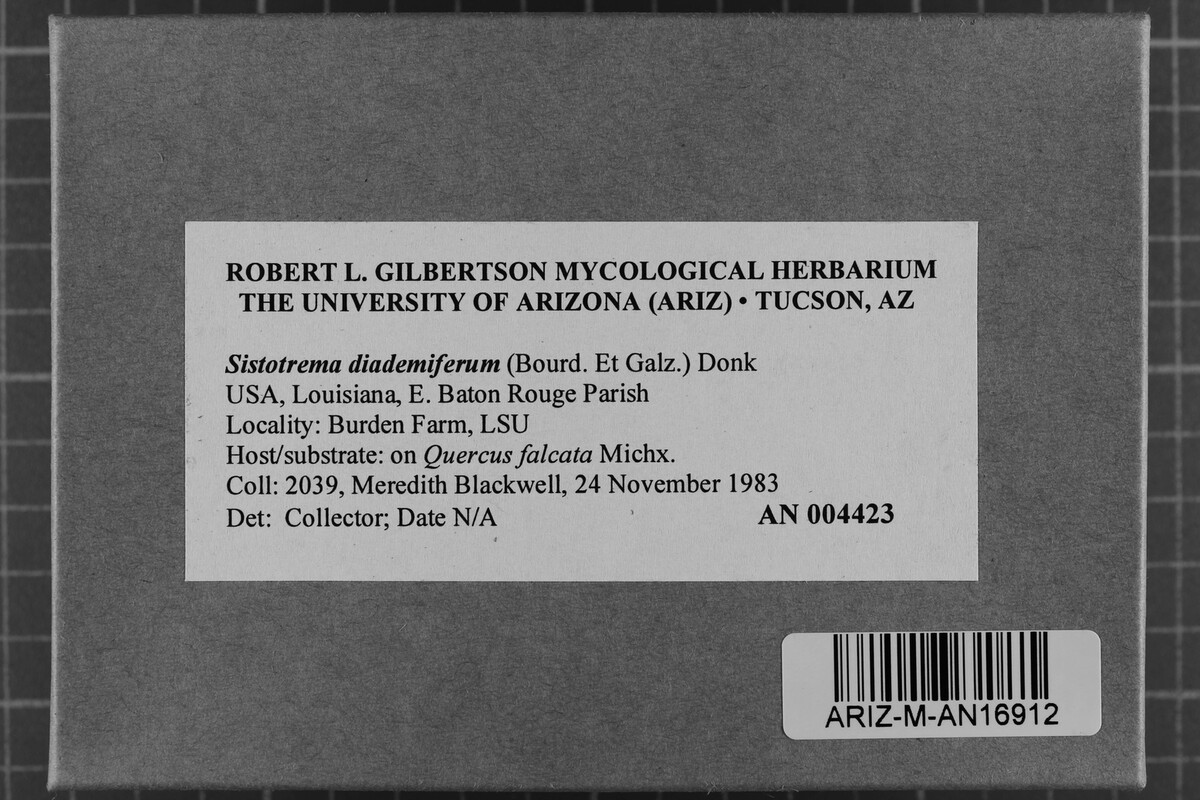 ROBERT L. GILBERTSON MYCOLOGICAL HERBARIUM
THE UNIVERSITY OF ARIZONA (ARIZ) • TUCSON, AZ
Sistotrema diademiferum (Bourd. Et Galz.) Donk
USA, Louisiana, E. Baton Rouge Parish
Locality: Burden Farm, LSU
Host/substrate: on Quercus falcata Michx.
Coll: 2039, Meredith Blackwell, 24 November 1983
Det: Collector; Date N/A AN 004423
ARIZ-M-AN16912